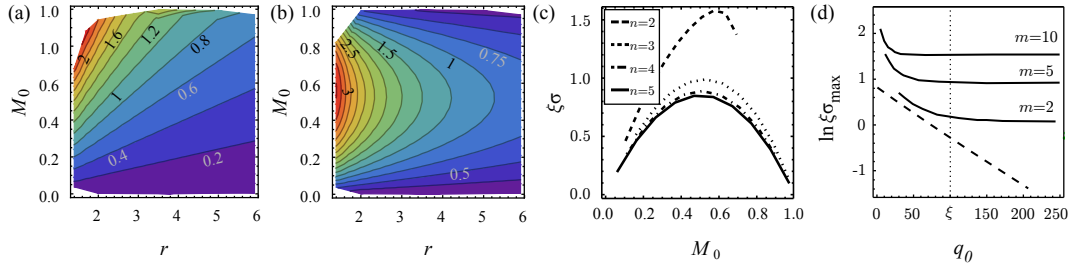 (a)
M₀
1.0
0.8
0.6
0.4
0.2
0.0
2
1.6
1.2
0.8
1
0.6
0.4
0.2
2 3 4 5 6
r
(b)
M₀
1.0
0.8
0.6
0.4
0.2
0.0
2.5
1.5
0.75
1
3
0.5
2 3 4 5 6
r
(c)
ξσ
1.5
1.0
0.5
0.0
n=2
n=3
n=4
n=5
0.0 0.2 0.4 0.6 0.8 1.0
M₀
(d)
ln ξσmax
2
1
0
-1
m=10
m=5
m=2
0 50 ξ 150 200 250
q₀